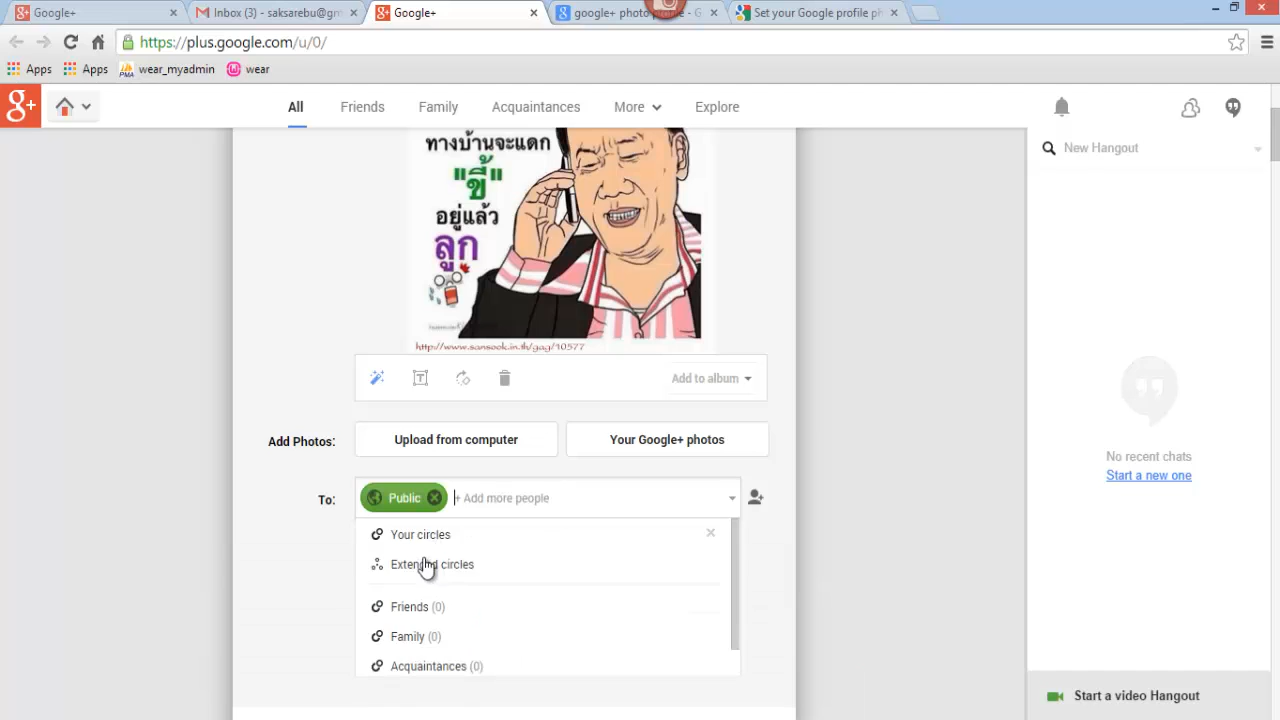 Google+
Inbox (3) - saksarebu@gm
Google+
google+ photo
Set your Google profile ph
https://plus.google.com/u/0/
Apps
Apps
wear_myadmin
wear
g+
All
Friends
Family
Acquaintances
More
Explore
New Hangout
ทางบ้านจะแดก
"ขี้"
อยู่แล้ว
ลูก
http://www.sansook.in.th/gag/10577
Add to album
Add Photos:
Upload from computer
Your Google+ photos
To:
Public
+ Add more people
Your circles
Extended circles
Friends (0)
Family (0)
Acquaintances (0)
No recent chats
Start a new one
Start a video Hangout